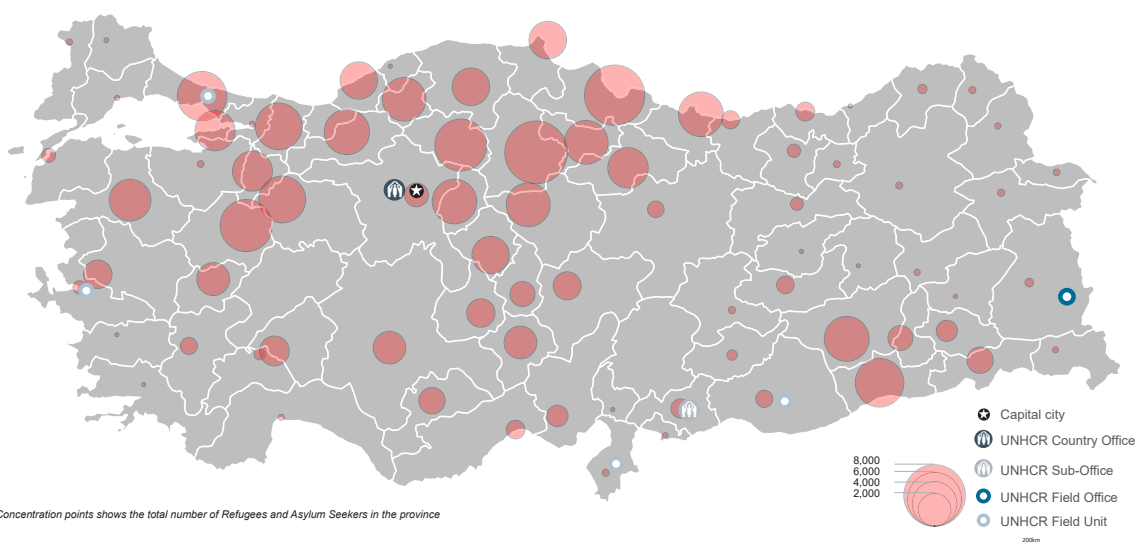 Capital city
UNHCR Country Office
8,000
6,000
4,000
2,000
UNHCR Sub-Office
UNHCR Field Office
UNHCR Field Unit
Concentration points shows the total number of Refugees and Asylum Seekers in the province
200km